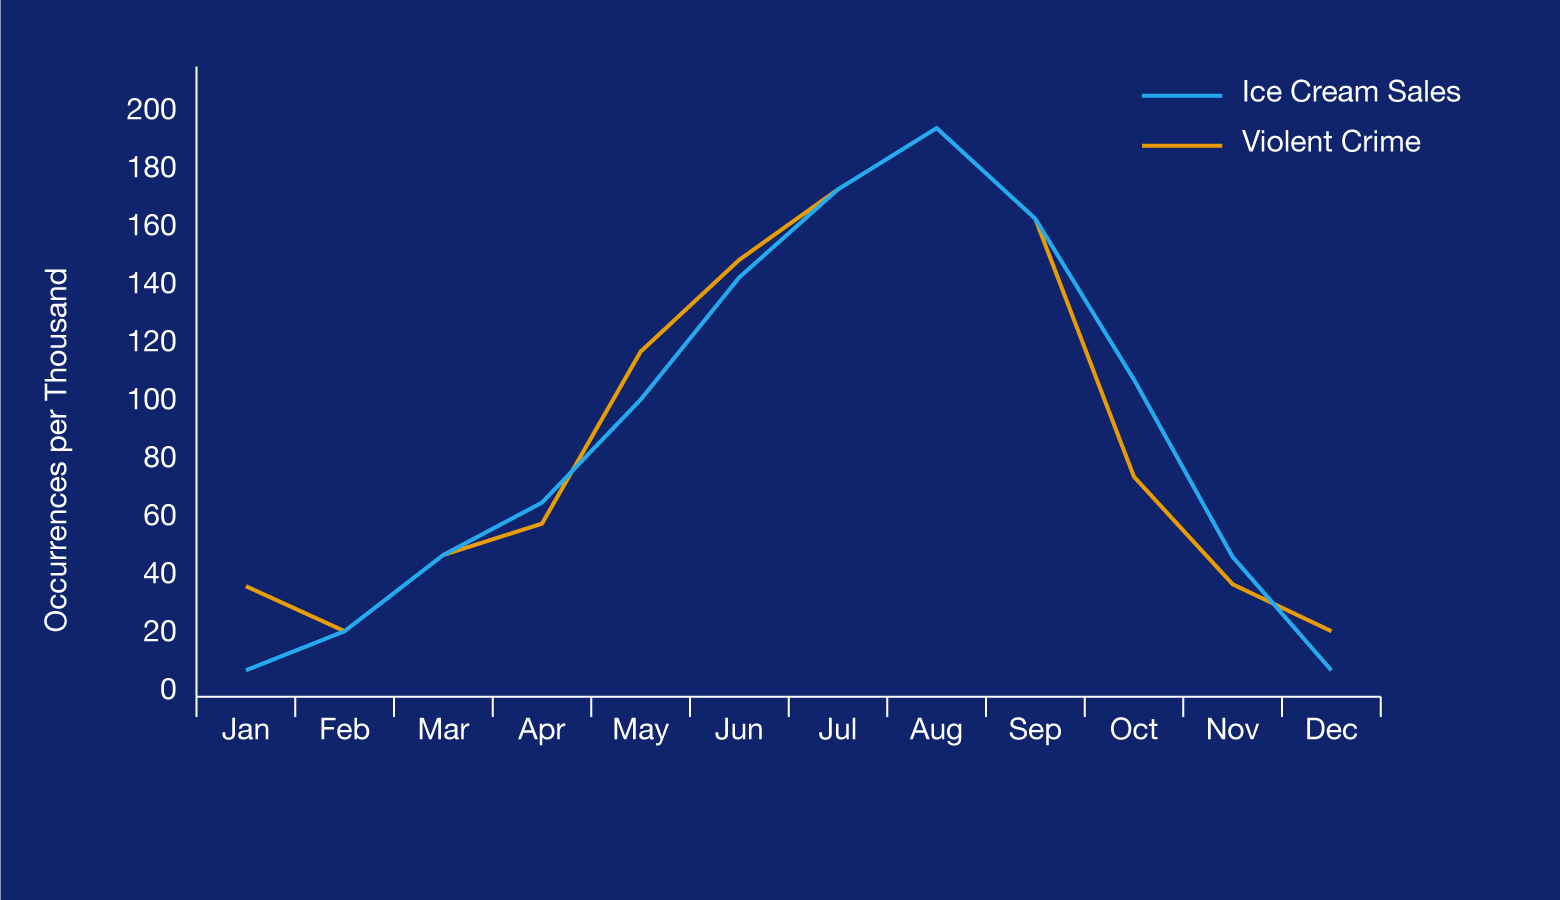 Ice Cream Sales
Violent Crime
Occurrences per Thousand
200
180
160
140
120
100
80
60
40
20
0
Jan Feb Mar Apr May Jun Jul Aug Sep Oct Nov Dec